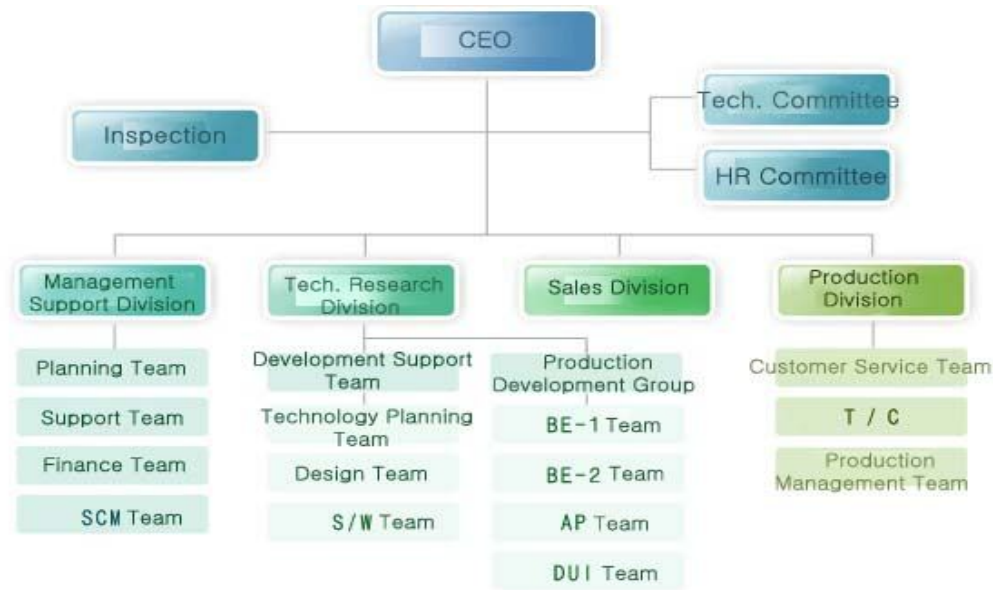 CEO
Tech. Committee
Inspection
HR Committee
Management
Support Division
Tech. Research
Division
Sales Division
Production
Division
Planning Team
Support Team
Finance Team
SCM Team
Development Support
Team
Technology Planning
Team
Design Team
S/W Team
Production
Development Group
BE-1 Team
BE-2 Team
AP Team
DUI Team
Customer Service Team
T / C
Production
Management Team